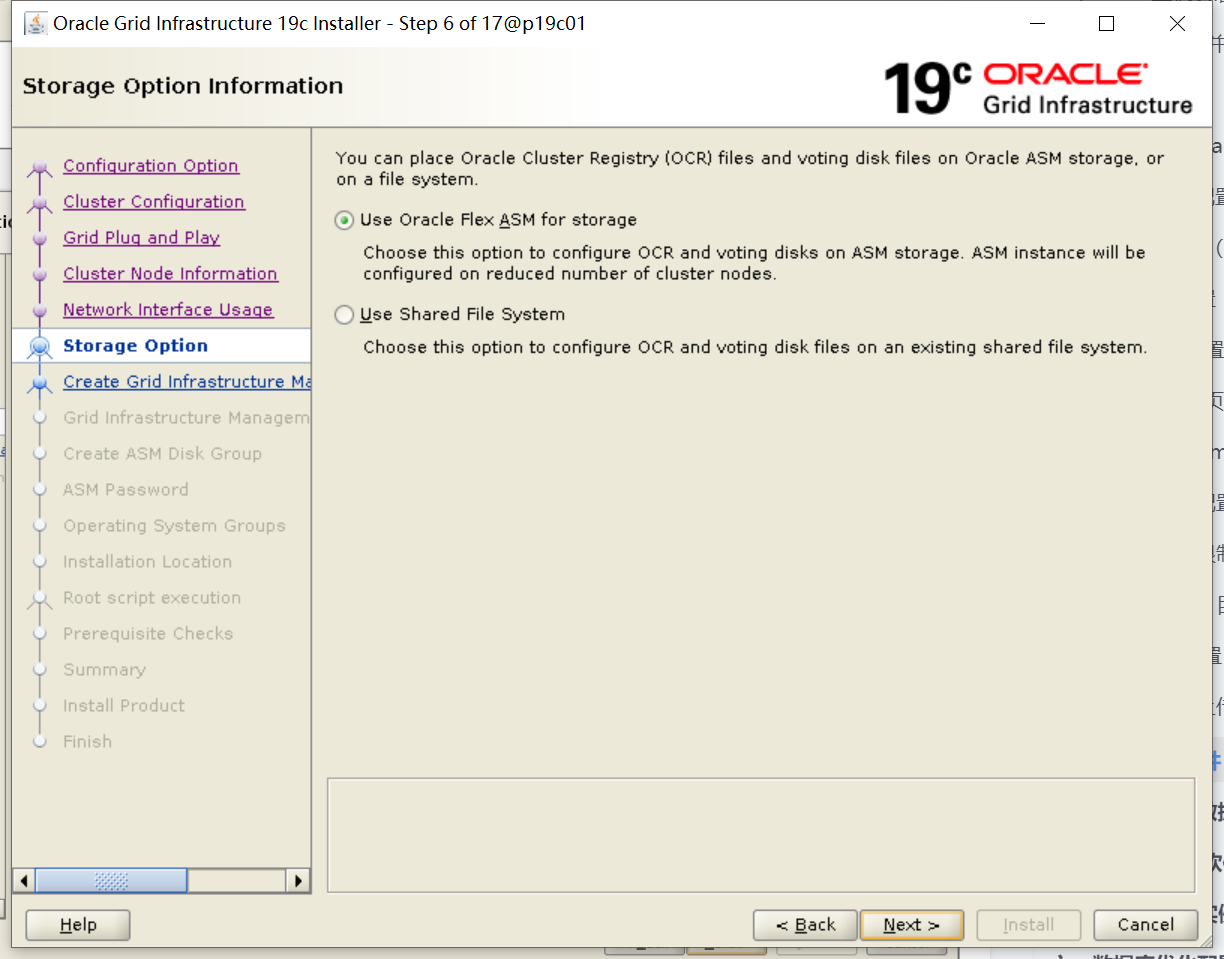 Oracle Grid Infrastructure 19c Installer - Step 6 of 17@p19c01
Storage Option Information
19c ORACLE
Grid Infrastructure
Configuration Option
Cluster Configuration
Grid Plug and Play
Cluster Node Information
Network Interface Usage
Storage Option
Create Grid Infrastructure Ma
Grid Infrastructure Managem
Create ASM Disk Group
ASM Password
Operating System Groups
Installation Location
Root script execution
Prerequisite Checks
Summary
Install Product
Finish
You can place Oracle Cluster Registry (OCR) files and voting disk files on Oracle ASM storage, or
on a file system.
Use Oracle Flex ASM for storage
Choose this option to configure OCR and voting disks on ASM storage. ASM instance will be
configured on reduced number of cluster nodes.
Use Shared File System
Choose this option to configure OCR and voting disk files on an existing shared file system.
Help
< Back
Next >
Install
Cancel